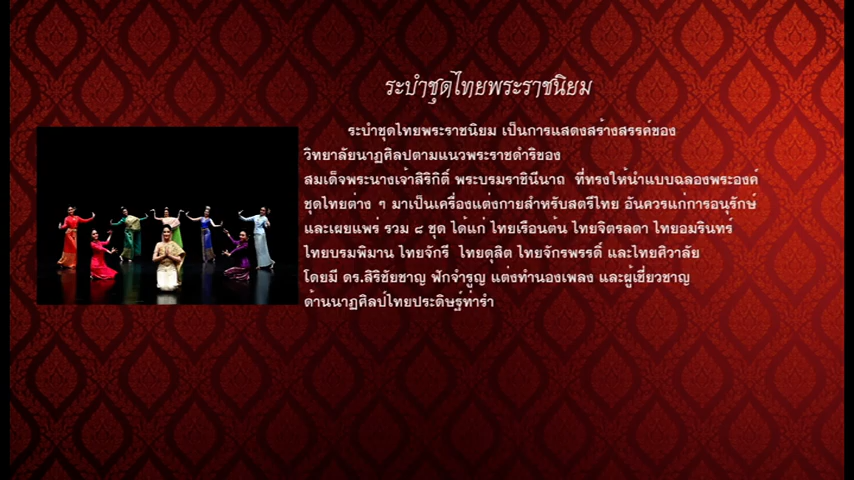 ระบำชุดไทยพระราชนิยม
ระบำชุดไทยพระราชนิยม เป็นการแสดงสร้างสรรค์ของ
วิทยาลัยนาฏศิลปตามแนวพระราชดำริของ
สมเด็จพระนางเจ้าสิริกิติ์ พระบรมราชินีนาถ ที่ทรงให้นำแบบฉลองพระองค์
ชุดไทยต่าง ๆ มาเป็นเครื่องแต่งกายสำหรับสตรีไทย อันควรแก่การอนุรักษ์
และเผยแพร่ รวม ๘ ชุด ได้แก่ ไทยเรือนต้น ไทยจิตรลดา ไทยอมรินทร์
ไทยบรมพิมาน ไทยจักรี ไทยดุสิต ไทยจักรพรรดิ์ และไทยศิวาลัย
โดยมี ดร.สิริชัยชาญ ฟักจำรูญ แต่งทำนองเพลง และผู้เชี่ยวชาญ
ด้านนาฏศิลป์ไทยประดิษฐ์ท่ารำ